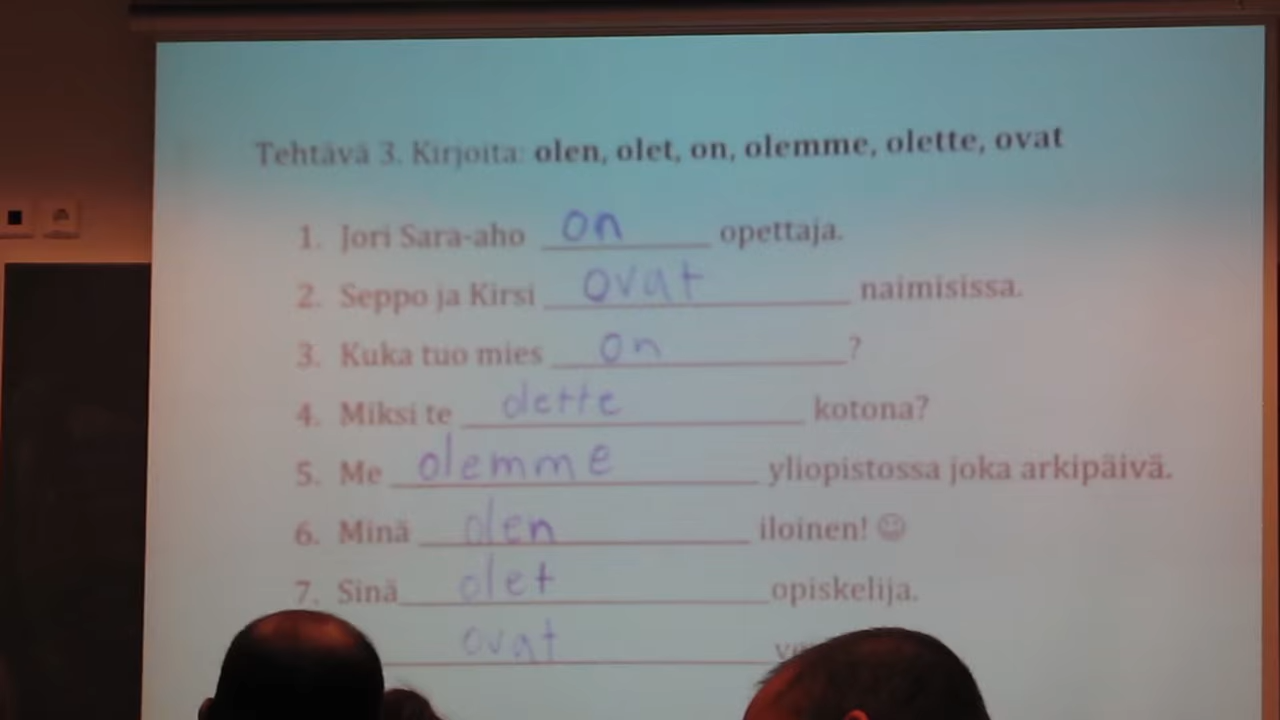 Tehtävä 3. Kirjoita: olen, olet, on, olemme, olette, ovat
1. Jori Sara-aho on opettaja.
2. Seppo ja Kirsi ovat naimisissa.
3. Kuka tuo mies on ?
4. Miksi te olette kotona?
5. Me olemme yliopistossa joka arkipäivä.
6. Minä olen iloinen! ☺
7. Sinä olet opiskelija.
ovat